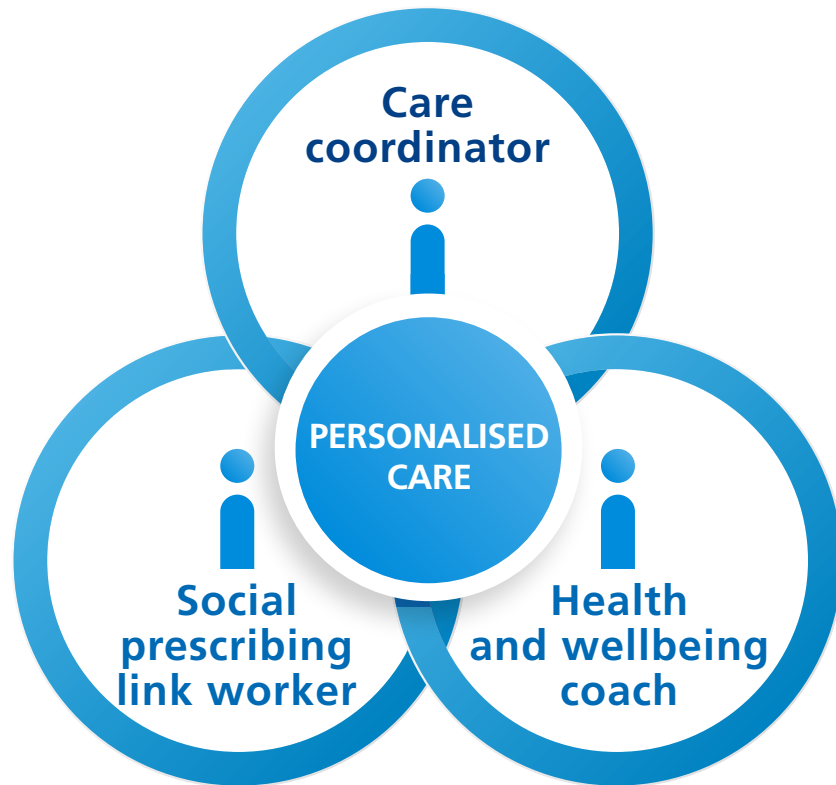 Care
coordinator
PERSONALISED
CARE
Social
prescribing
link worker
Health
and wellbeing
coach